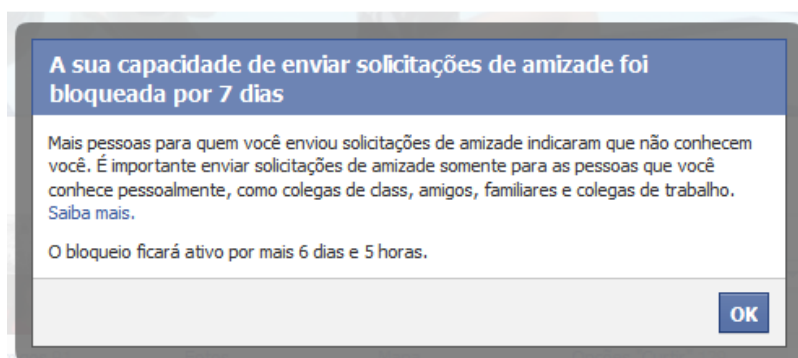 A sua capacidade de enviar solicitações de amizade foi
bloqueada por 7 dias
Mais pessoas para quem você enviou solicitações de amizade indicaram que não conhecem
você. É importante enviar solicitações de amizade somente para as pessoas que você
conhece pessoalmente, como colegas de class, amigos, familiares e colegas de trabalho.
Saiba mais.
O bloqueio ficará ativo por mais 6 dias e 5 horas.
OK